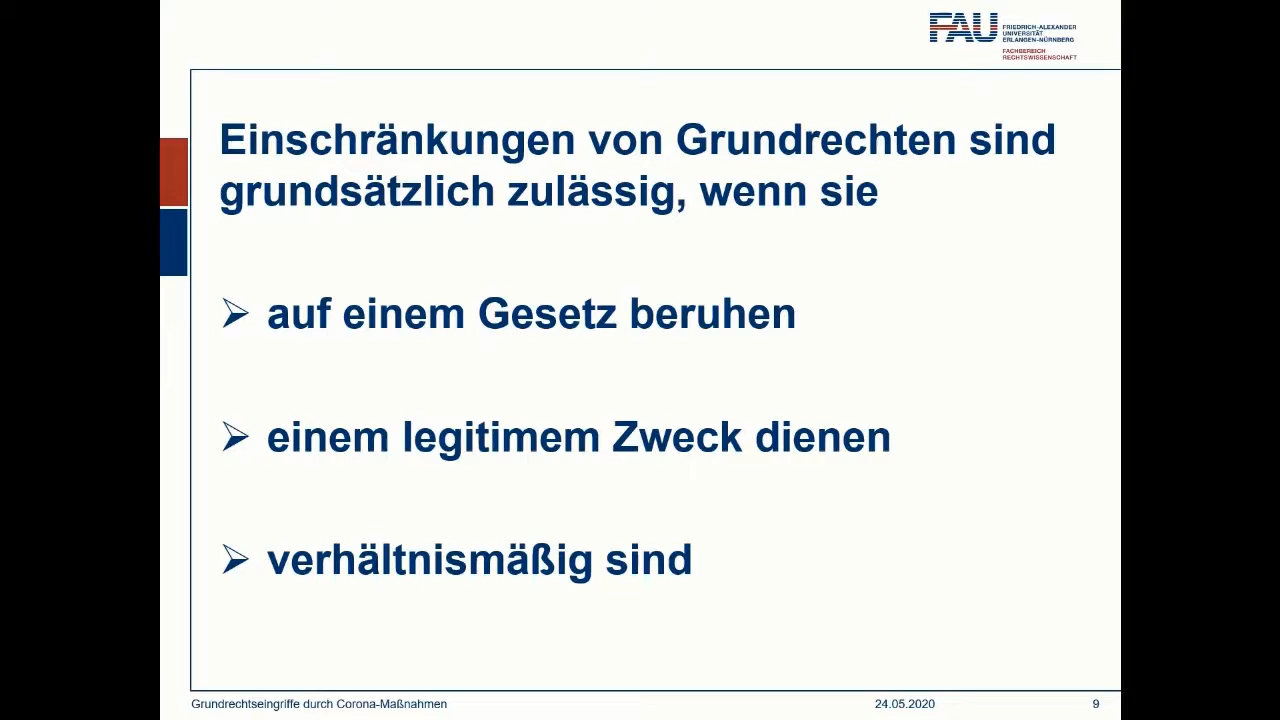 FAU
FRIEDRICH-ALEXANDER
UNIVERSITÄT
ERLANGEN-NÜRNBERG
FACHBEREICH
RECHTSWISSENSCHAFT
Einschränkungen von Grundrechten sind
grundsätzlich zulässig, wenn sie
➢ auf einem Gesetz beruhen
➢ einem legitimem Zweck dienen
➢ verhältnismäßig sind
Grundrechtseingriffe durch Corona-Maßnahmen 24.05.2020 9